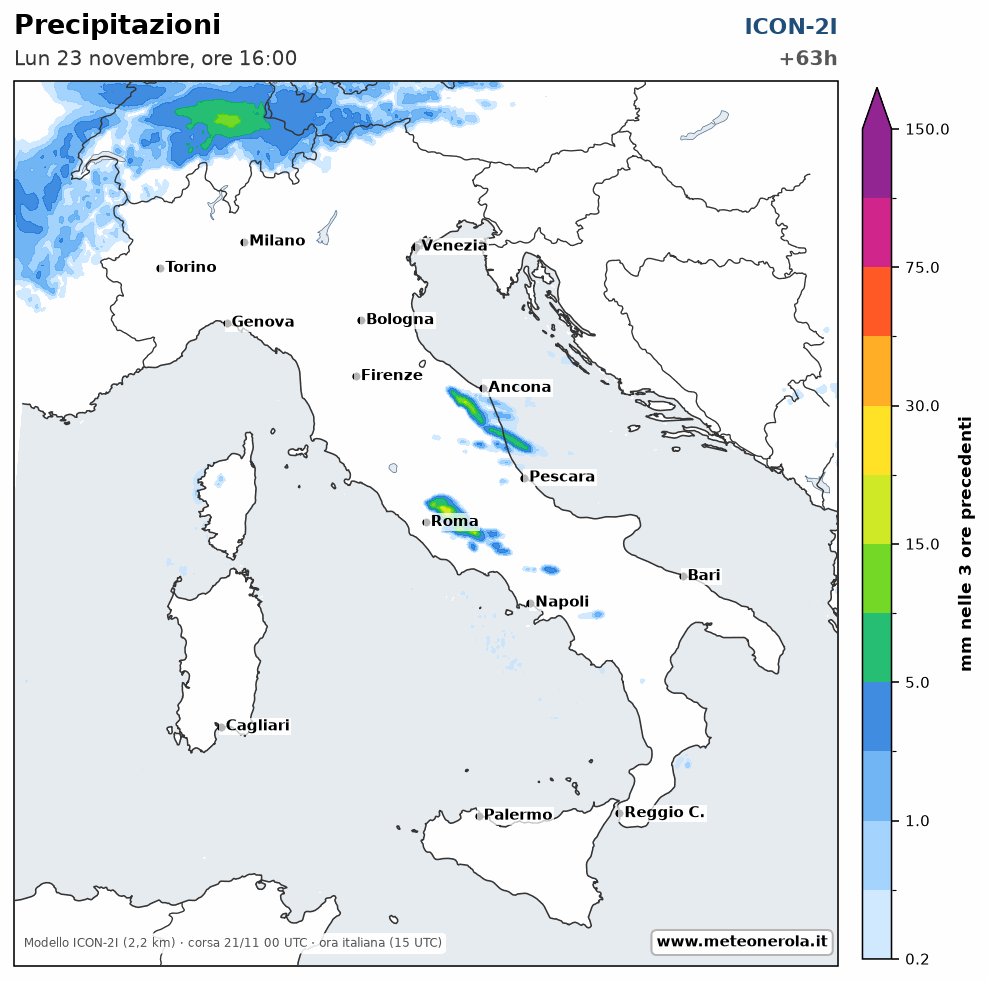 Precipitazioni
ICON-2I
Lun 23 novembre, ore 16:00
+63h
150.0
75.0
30.0
15.0
5.0
1.0
0.2
mm nelle 3 ore precedenti
Milano
Venezia
Torino
Genova
Bologna
Firenze
Ancona
Pescara
Roma
Bari
Napoli
Cagliari
Palermo
Reggio C.
Modello ICON-2I (2,2 km) · corsa 21/11 00 UTC · ora italiana (15 UTC)
www.meteonerola.it